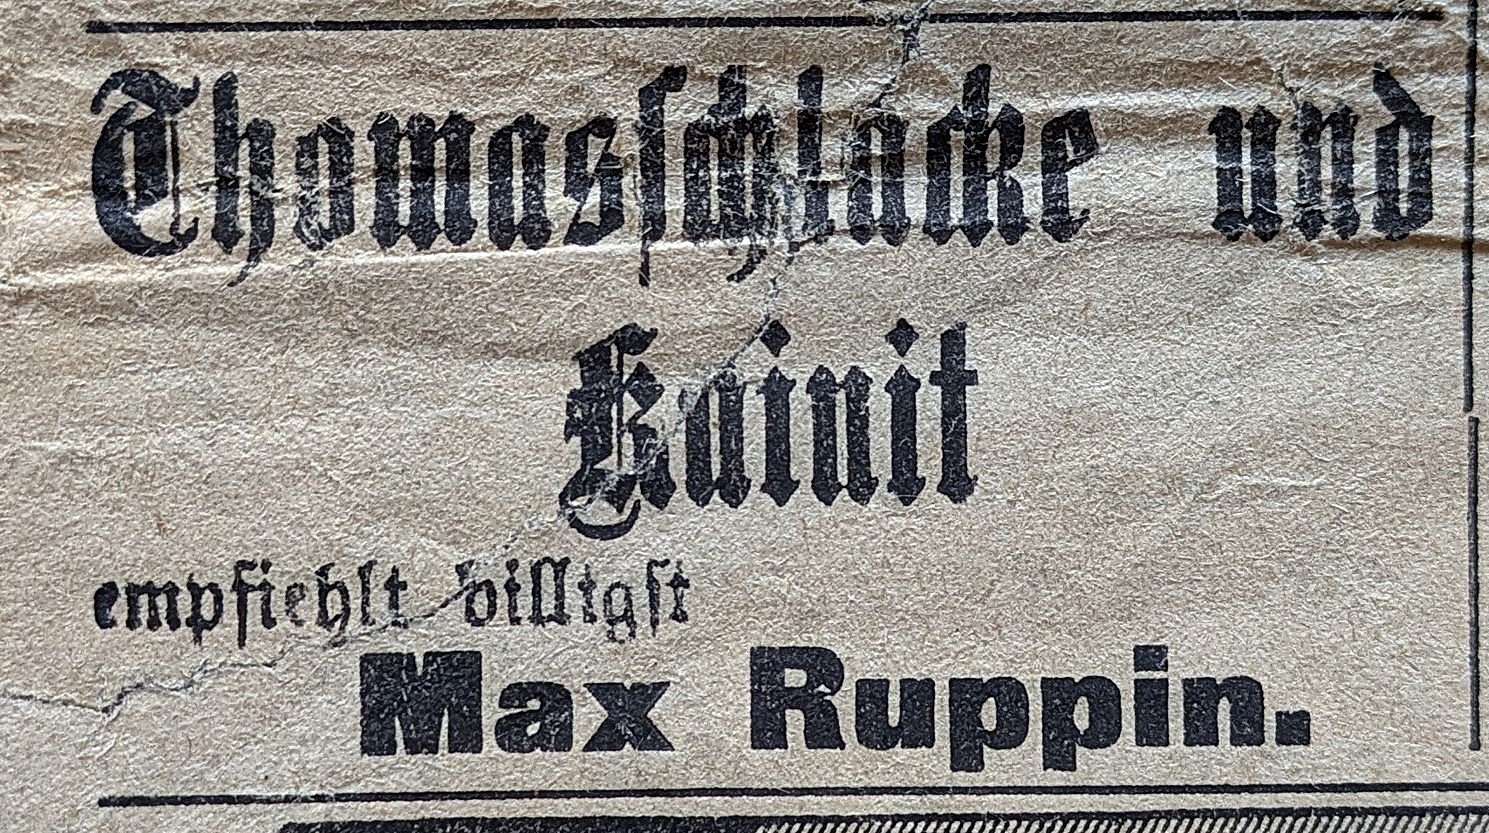 Thomasschlacke und
Kainit
empfiehlt billigst
Max Ruppin.